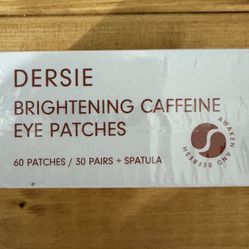 DERSIE
BRIGHTENING CAFFEINE
EYE PATCHES
60 PATCHES / 30 PAIRS + SPATULA
AWAKEN AND REFRESH